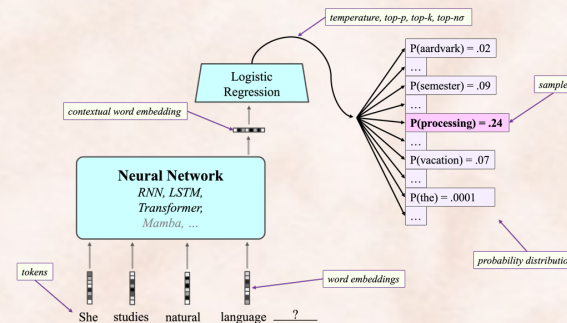 temperature, top-p, top-k, top-nσ
Logistic
Regression
P(aardvark) = .02
…
P(semester) = .09
…
P(processing) = .24
…
P(vacation) = .07
…
P(the) = .0001
…
sample
contextual word embedding
Neural Network
RNN, LSTM,
Transformer,
Mamba, …
probability distributio
tokens
word embeddings
She studies natural language ?